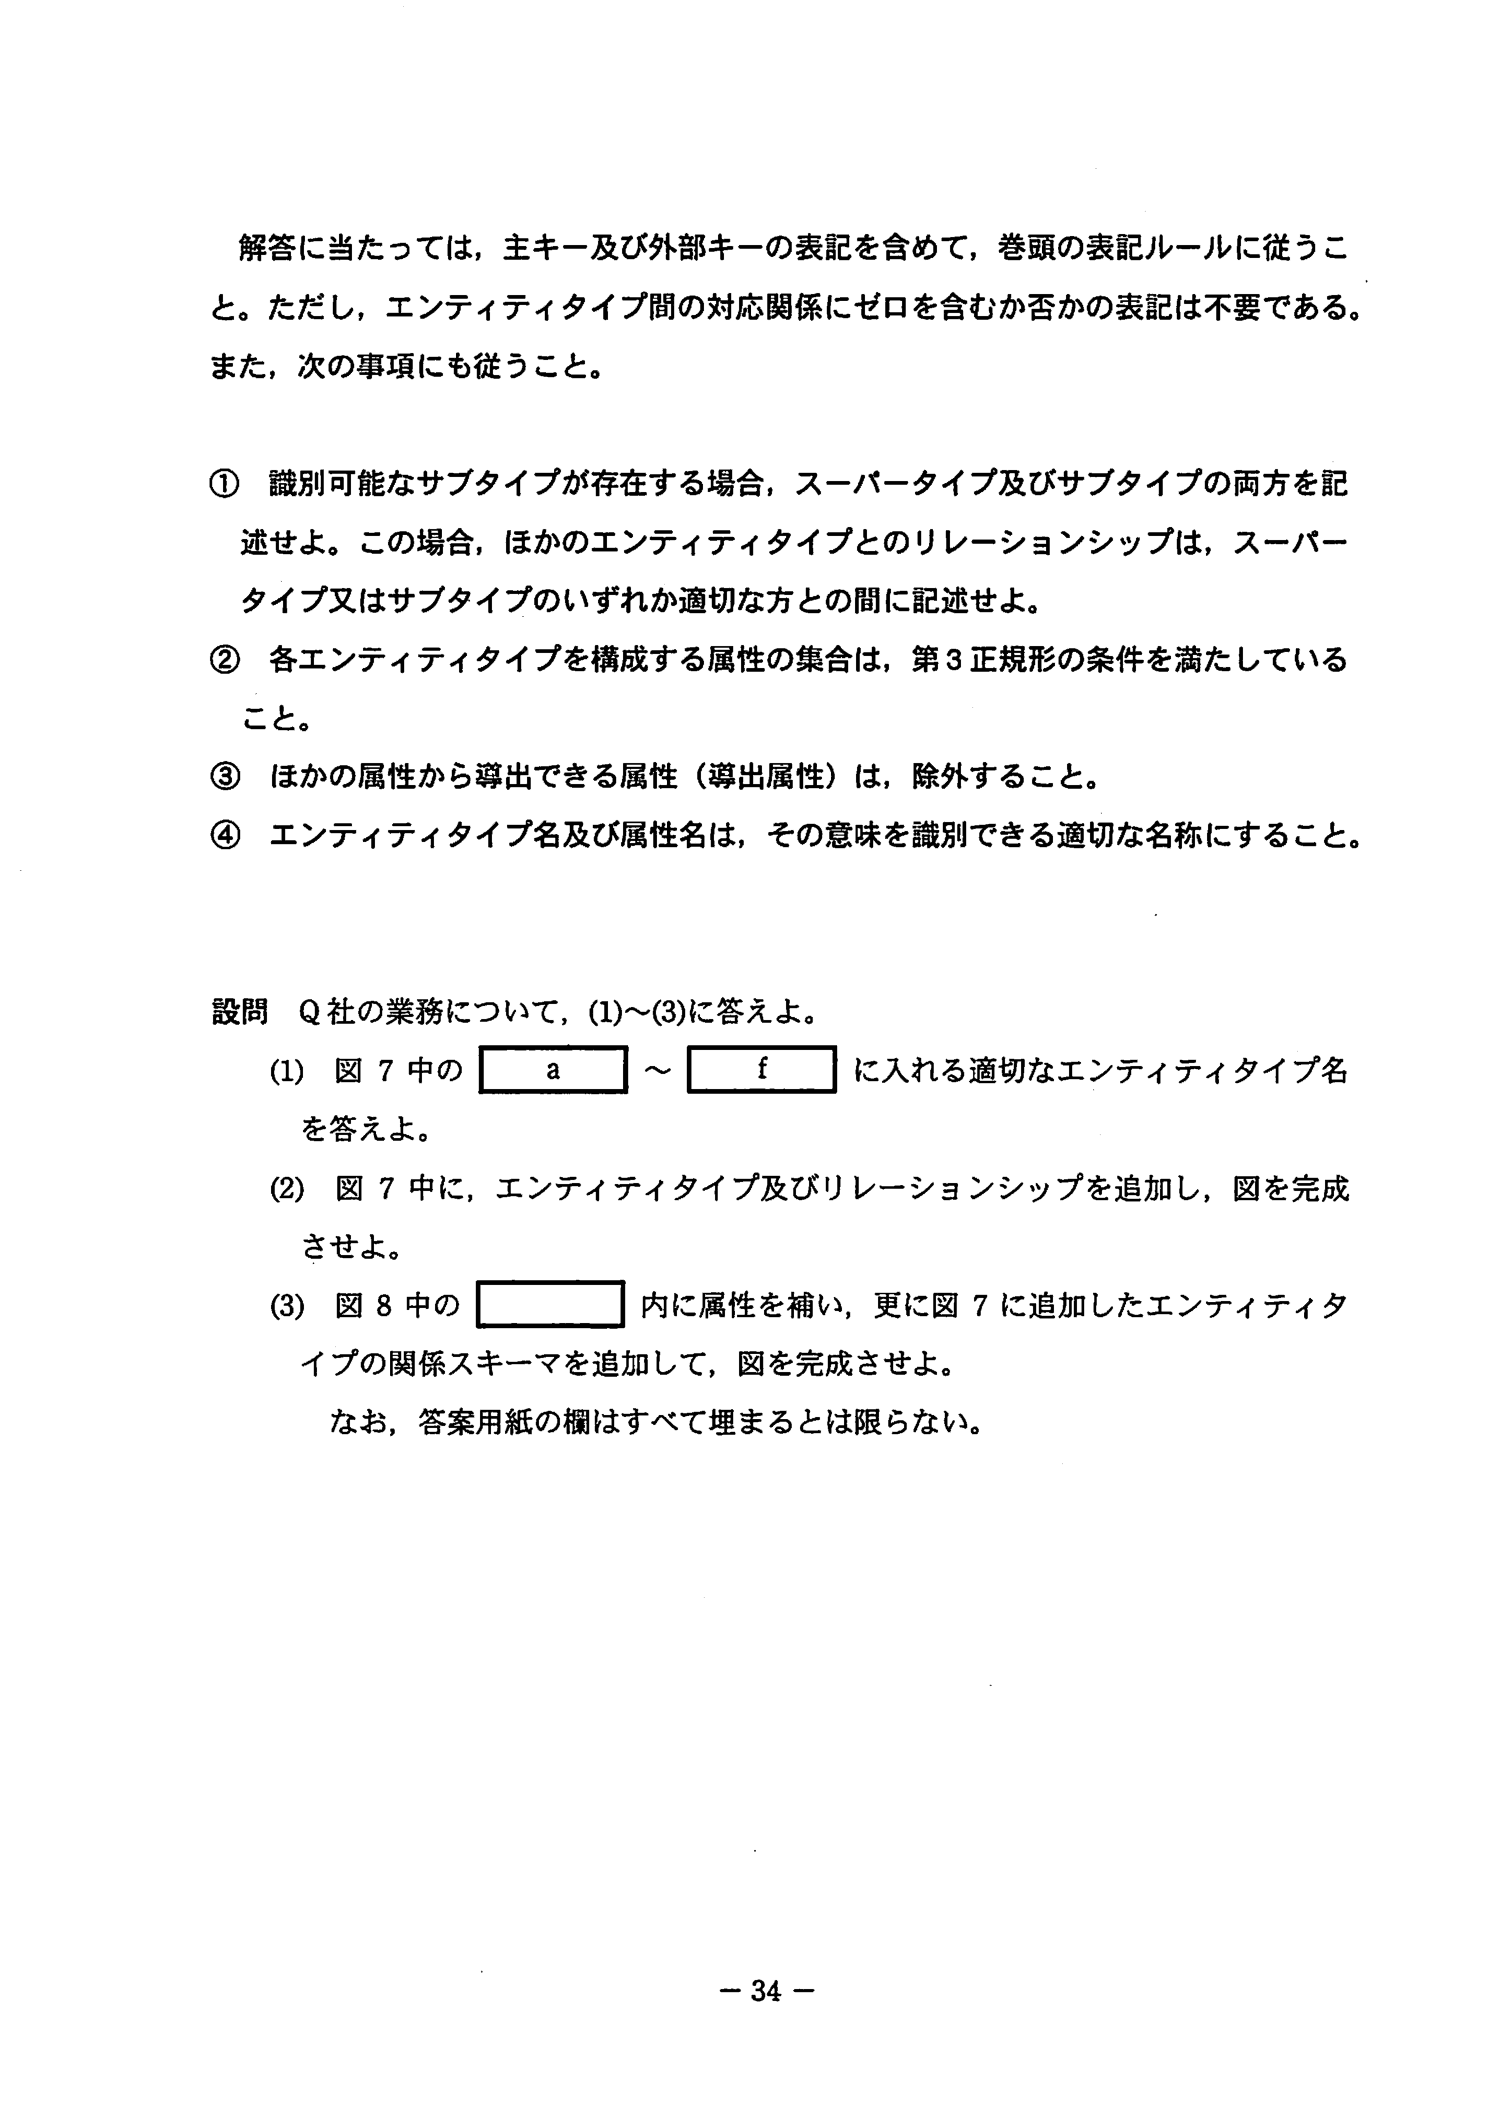 解答に当たっては，主キー及び外部キーの表記を含めて，巻頭の表記ルールに従うこ
と。ただし，エンティティタイプ間の対応関係にゼロを含むか否かの表記は不要である。
また，次の事項にも従うこと。
① 識別可能なサブタイプが存在する場合，スーパータイプ及びサブタイプの両方を記
述せよ。この場合，ほかのエンティティタイプとのリレーションシップは，スーパー
タイプ又はサブタイプのいずれか適切な方との間に記述せよ。
② 各エンティティタイプを構成する属性の集合は，第3正規形の条件を満たしている
こと。
③ ほかの属性から導出できる属性（導出属性）は，除外すること。
④ エンティティタイプ名及び属性名は，その意味を識別できる適切な名称にすること。
設問 Q社の業務について，(1)～(3)に答えよ。
(1) 図 7 中の a ～ f に入れる適切なエンティティタイプ名
を答えよ。
(2) 図 7 中に，エンティティタイプ及びリレーションシップを追加し，図を完成
させよ。
(3) 図 8 中の 内に属性を補い，更に図 7 に追加したエンティティタ
イプの関係スキーマを追加して，図を完成させよ。
なお，答案用紙の欄はすべて埋まるとは限らない。
－ 34 －